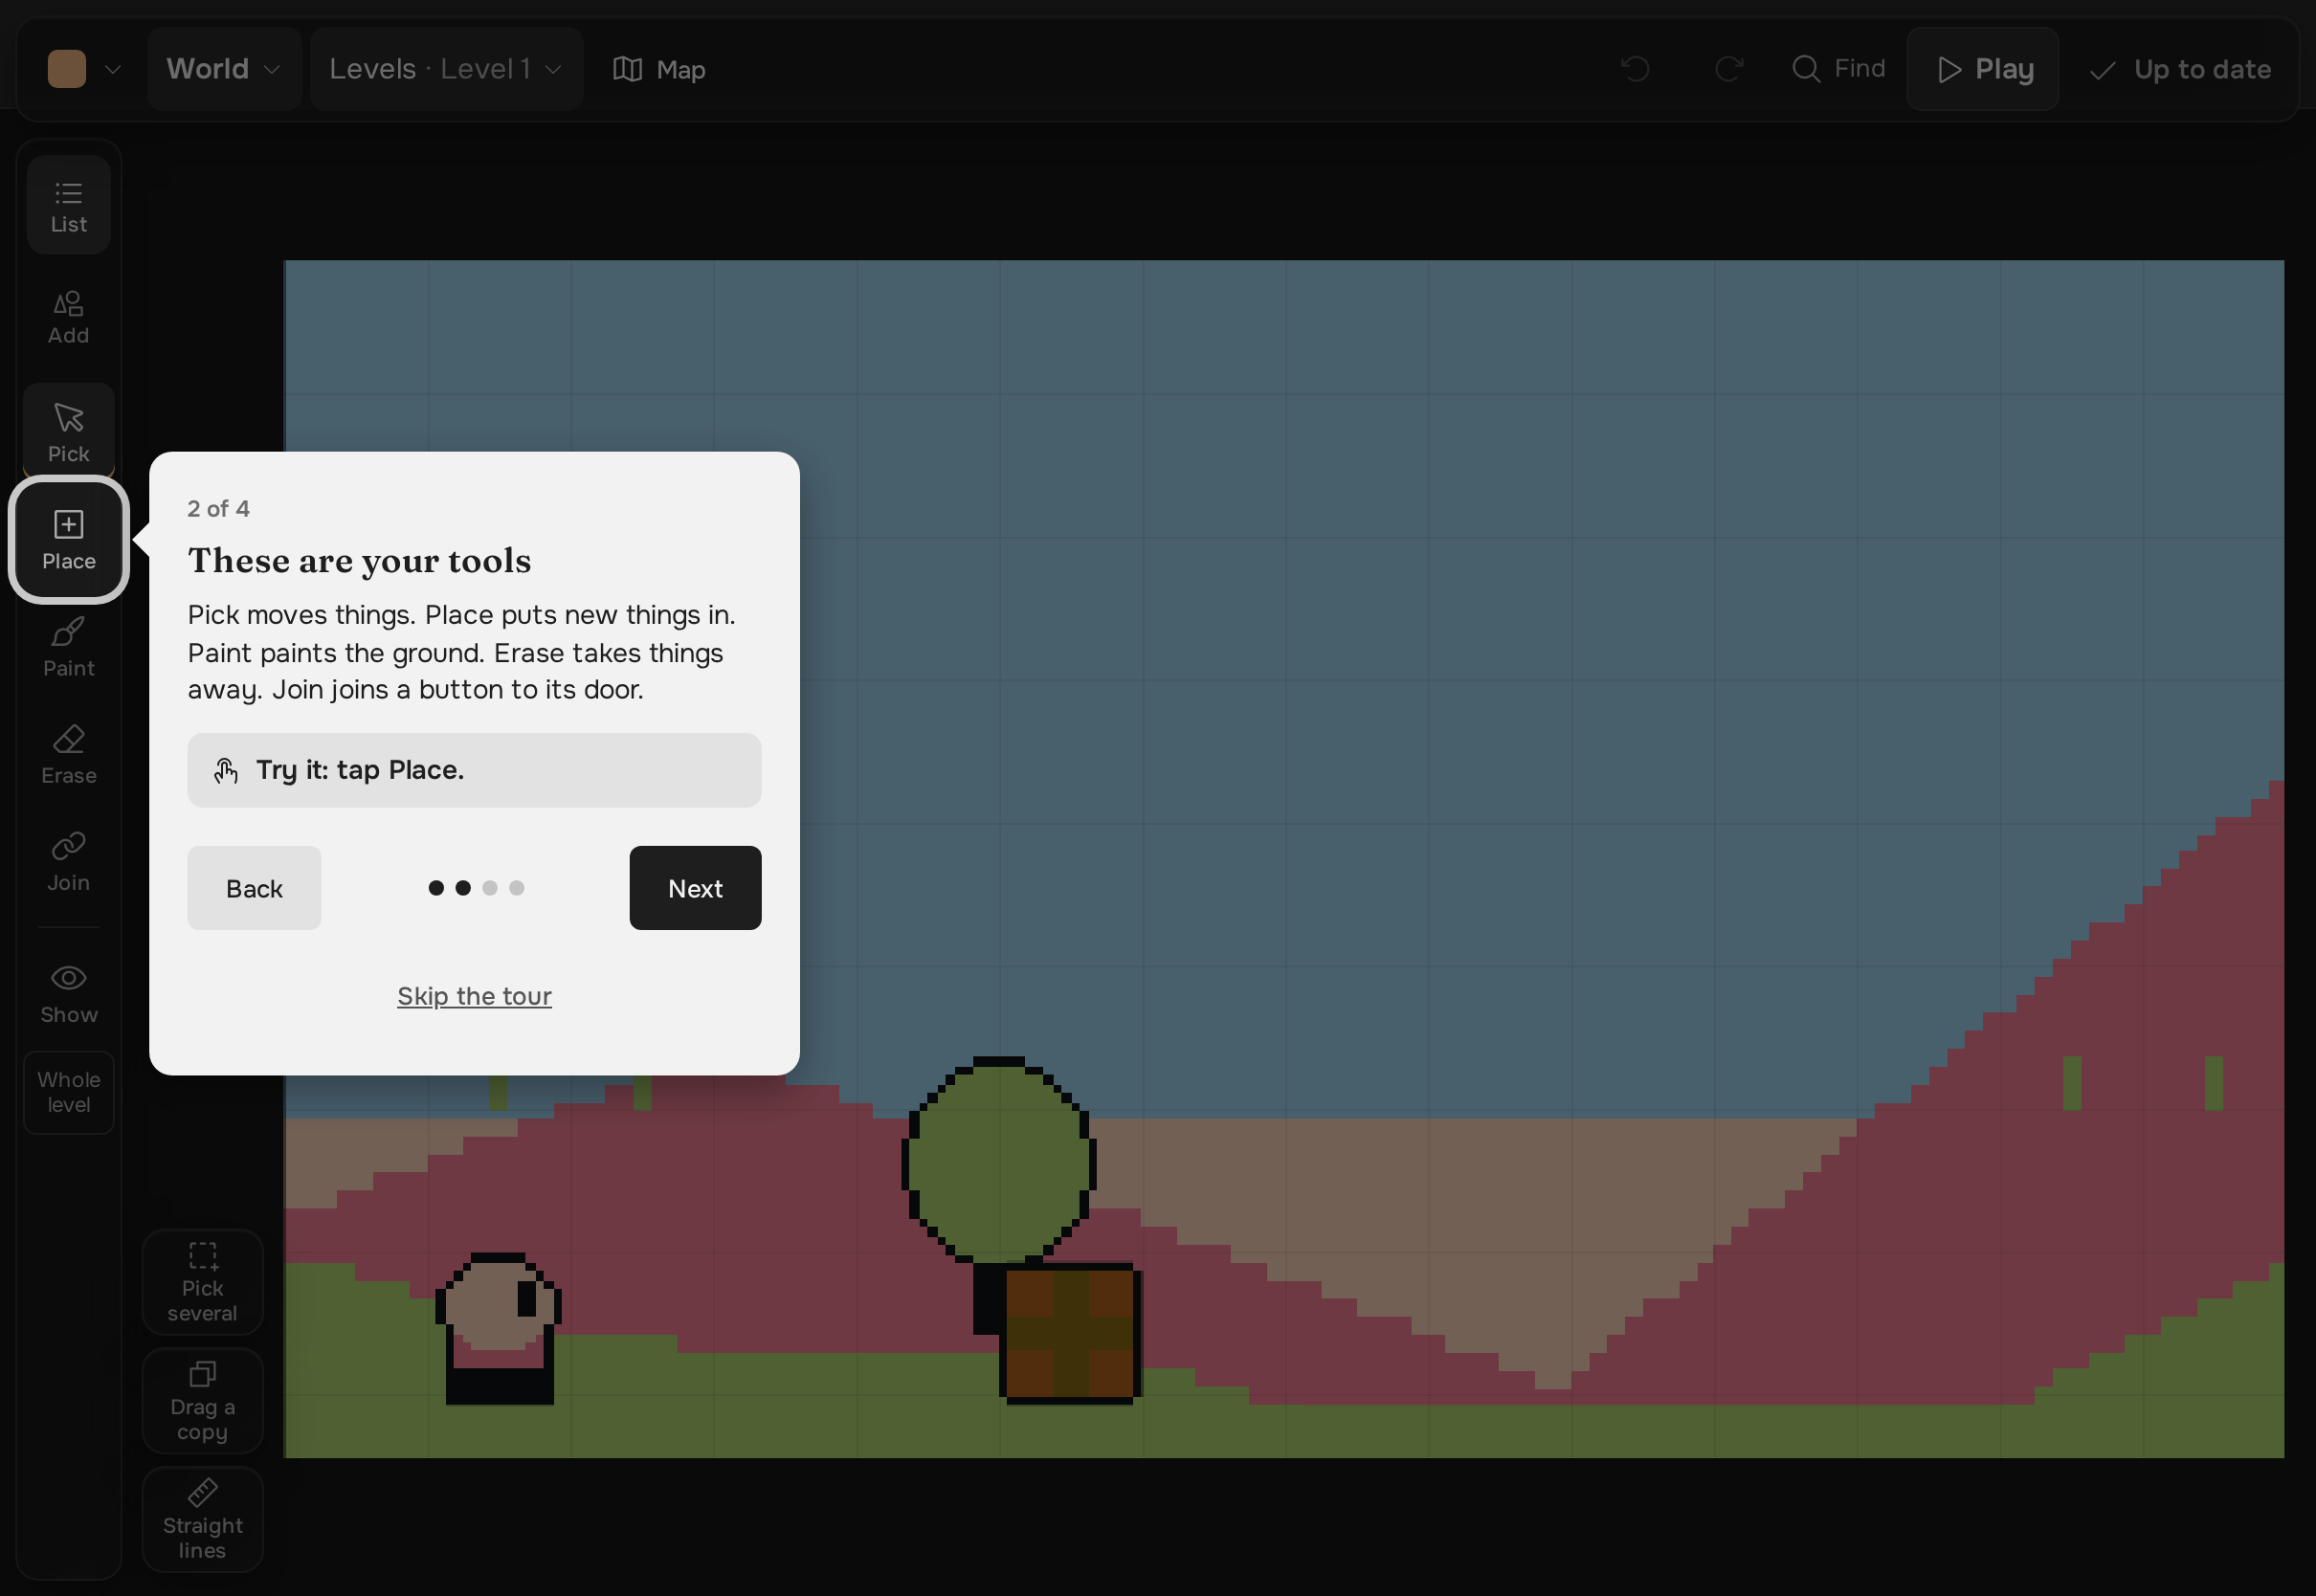 World
Levels · Level 1
Map
Find
Play
Up to date
List
Add
Pick
Place
Paint
Erase
Join
Show
Whole
level
2 of 4
These are your tools
Pick moves things. Place puts new things in.
Paint paints the ground. Erase takes things
away. Join joins a button to its door.
Try it: tap Place.
Back
Next
Skip the tour
Pick
several
Drag a
copy
Straight
lines